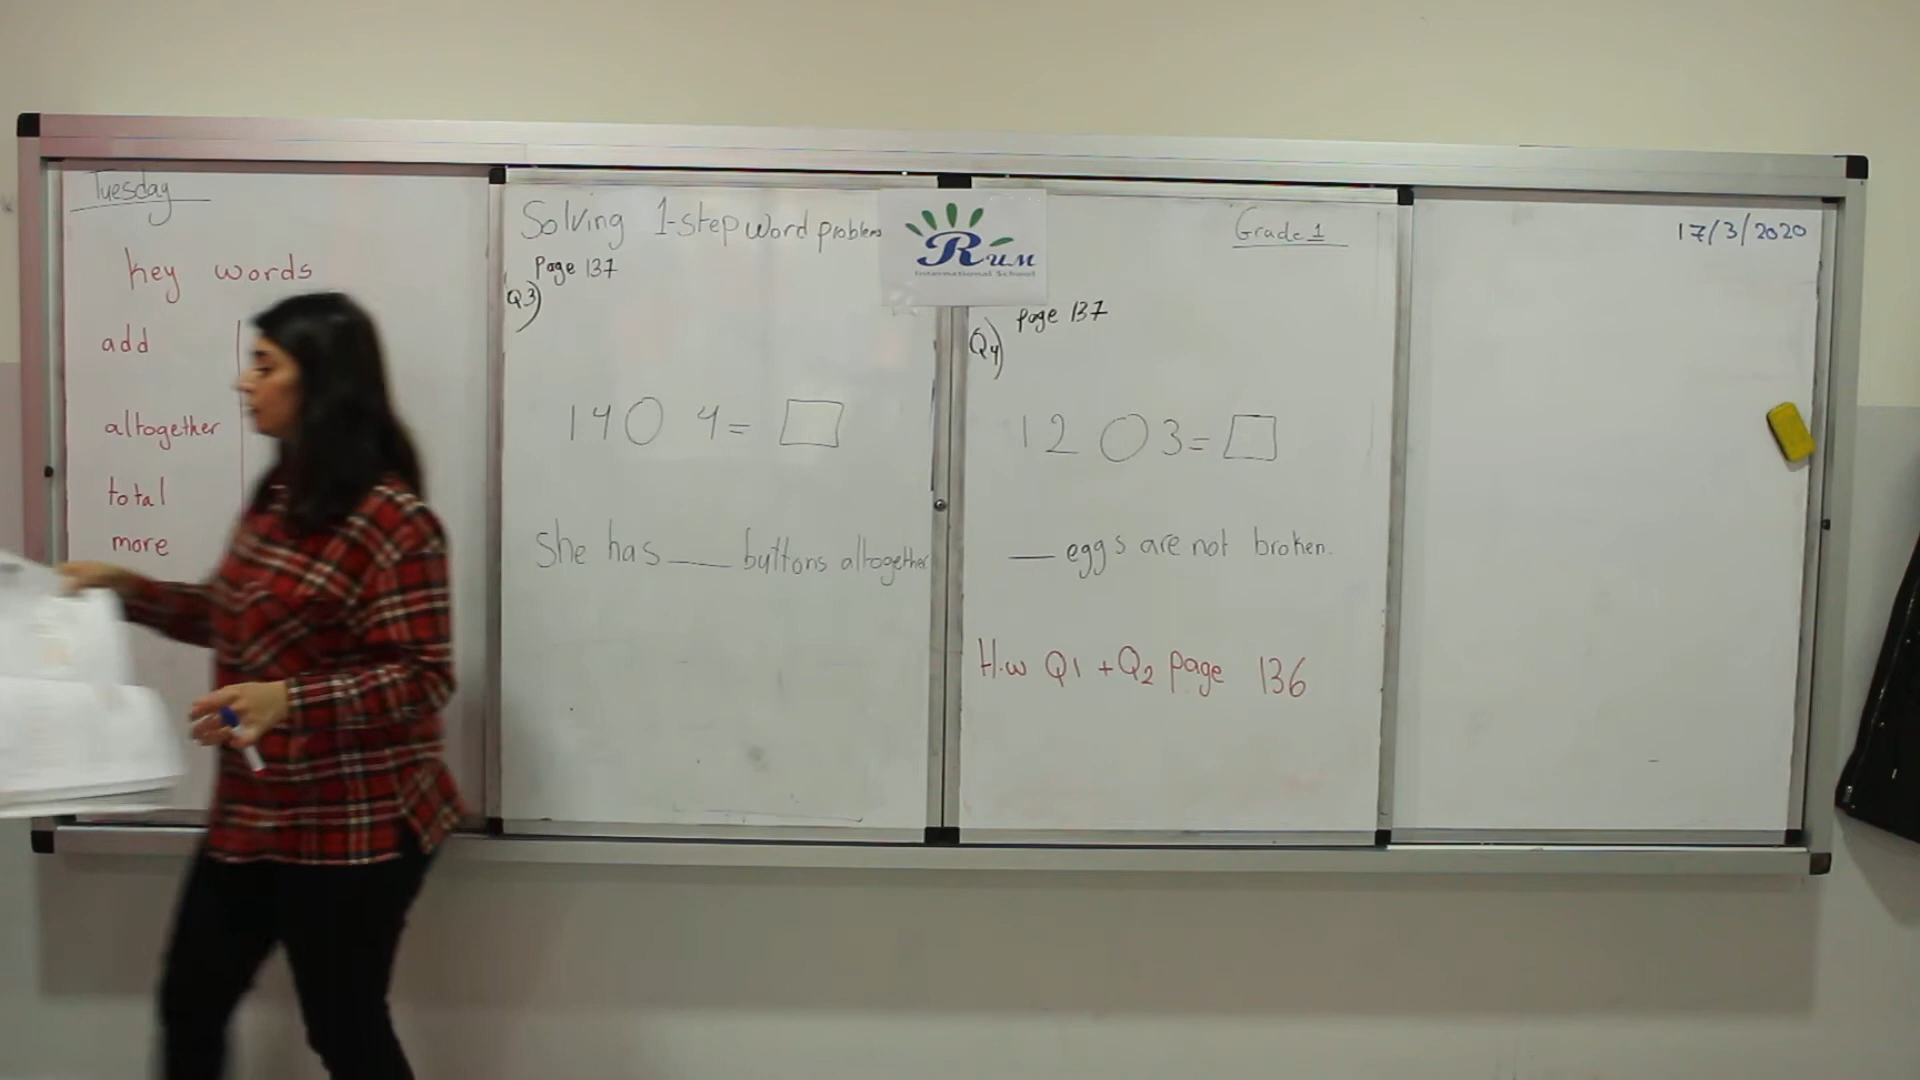 Tuesday
key words
add
altogether
total
more
Solving 1-step word problems
Page 137
Q3)
14 ○ 4 = □
She has ___ buttons altogether
Rum
International School
Grade 1
page 137
Q4)
12 ○ 3 = □
___ eggs are not broken.
H.w Q1 + Q2 page 136
17/3/2020